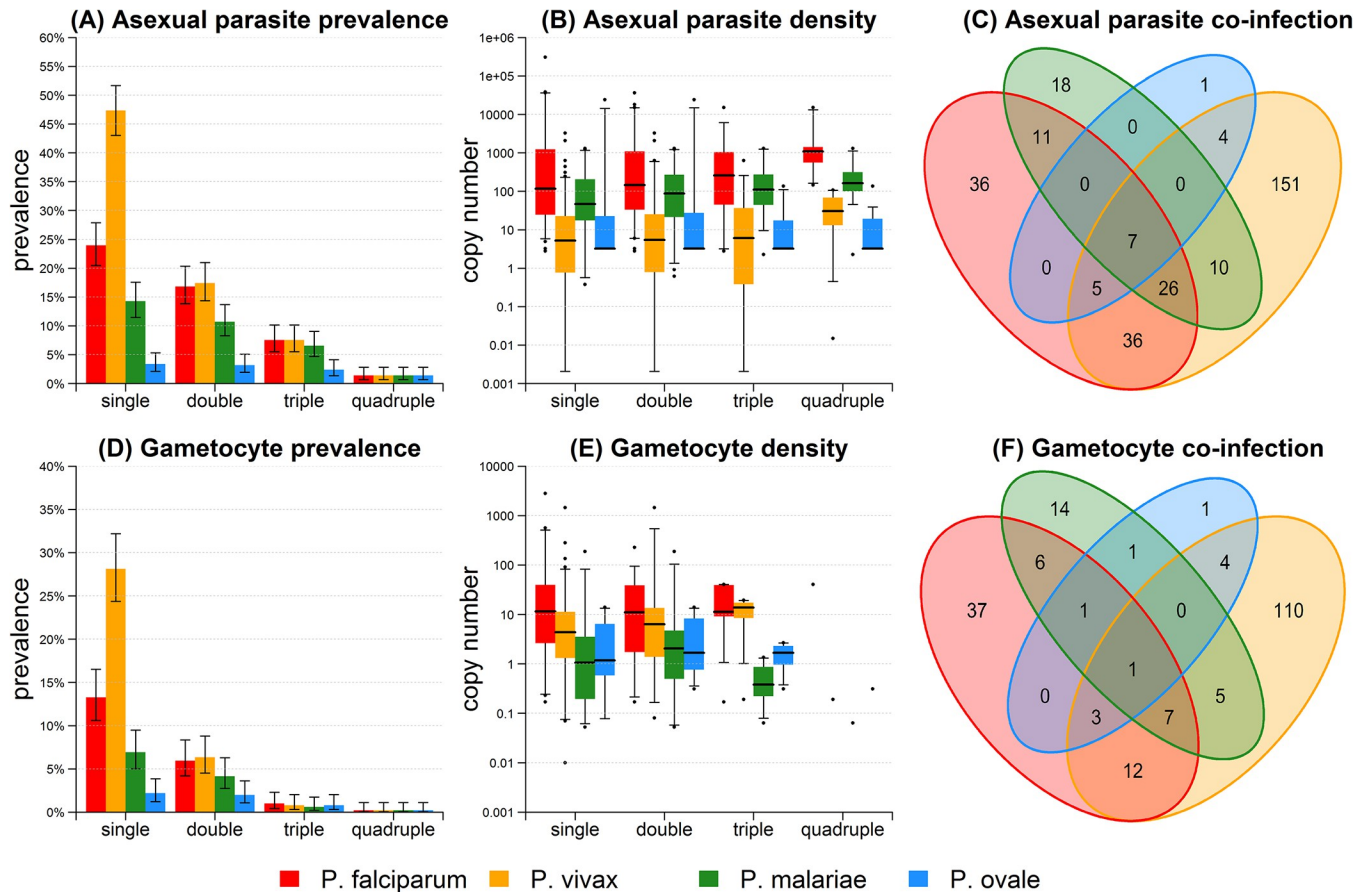 (A) Asexual parasite prevalence
60%
55%
50%
45%
40%
35%
30%
25%
20%
15%
10%
5%
0%
prevalence
single double triple quadruple
(B) Asexual parasite density
1e+06
1e+05
10000
1000
100
10
1
0.1
0.01
0.001
copy number
single double triple quadruple
(C) Asexual parasite co-infection
18 1
0 4
11
36 0 0 151
7
0 5 26 10
36
(D) Gametocyte prevalence
40%
35%
30%
25%
20%
15%
10%
5%
0%
prevalence
single double triple quadruple
(E) Gametocyte density
10000
1000
100
10
1
0.1
0.01
0.001
copy number
single double triple quadruple
(F) Gametocyte co-infection
14 1
1 4
6
37 1 0 110
1
0 3 7 5
12
P. falciparum P. vivax P. malariae P. ovale